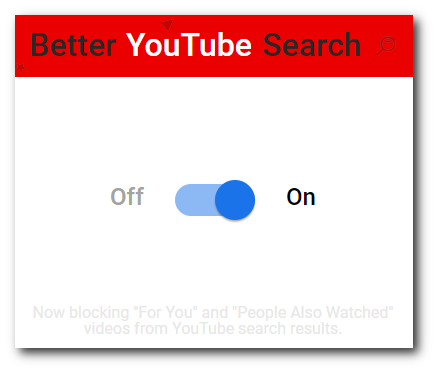 Better YouTube Search
Off On
Now blocking "For You" and "People Also Watched"
videos from YouTube search results.